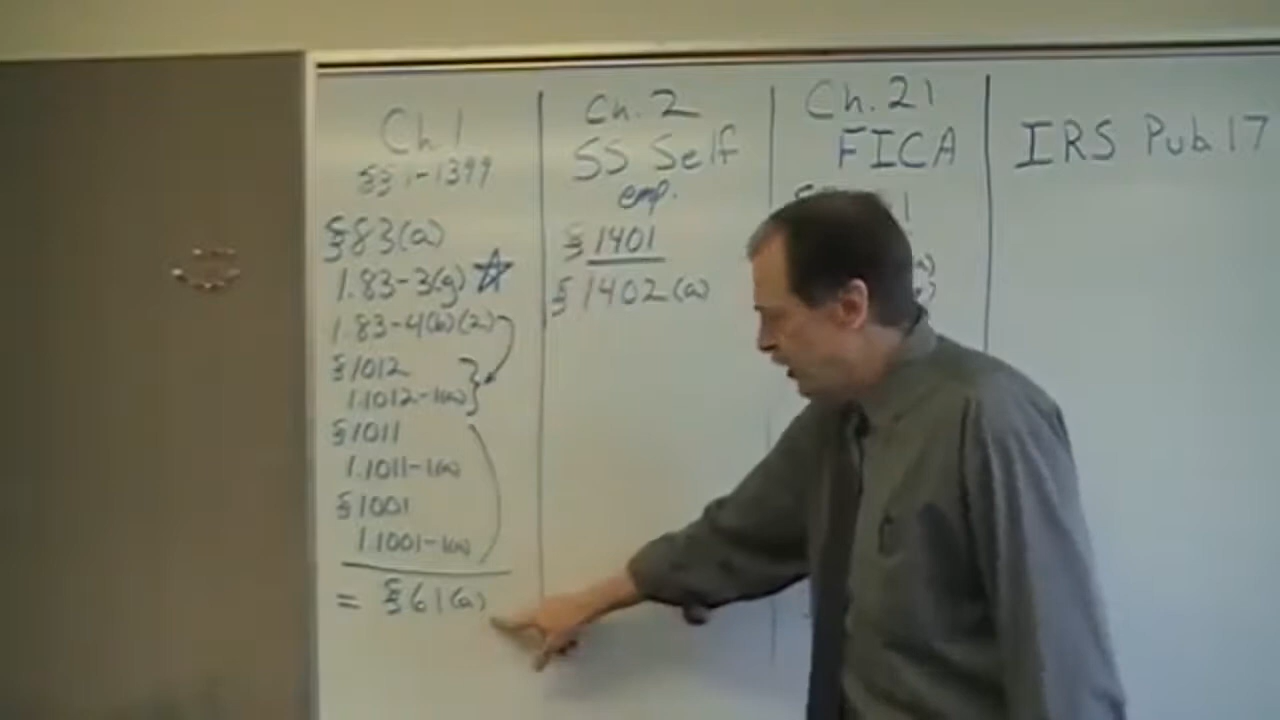 Ch. 1
§§ 1-1399
§83(a)
1.83-3(g) ☆
1.83-4(b)(2)
§1012
1.1012-1(a)
§1011
1.1011-1(a)
§1001
1.1001-1(a)
= §61(a)
Ch. 2
SS Self
emp.
§1401
§1402(a)
Ch. 21
FICA
IRS Pub. 17